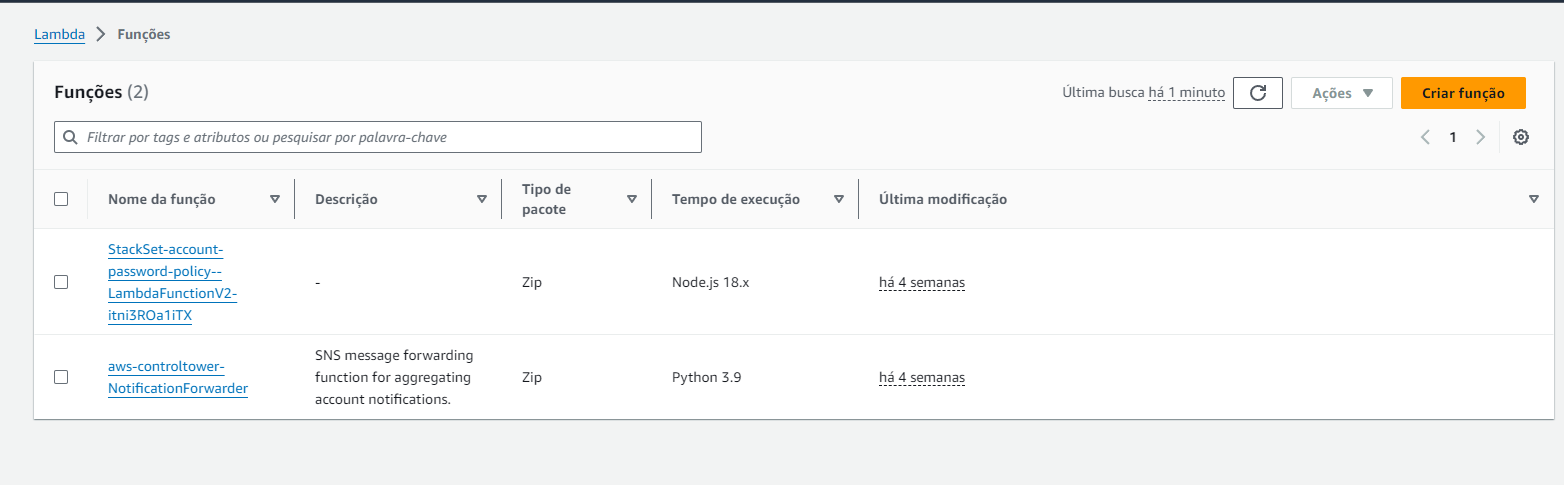 Lambda > Funções
Funções (2)
Última busca há 1 minuto
Ações
Criar função
Filtrar por tags e atributos ou pesquisar por palavra-chave
1
Nome da função
Descrição
Tipo de
pacote
Tempo de execução
Última modificação
StackSet-account-
password-policy--
LambdaFunctionV2-
itni3ROa1iTX
-
Zip
Node.js 18.x
há 4 semanas
aws-controltower-
NotificationForwarder
SNS message forwarding
function for aggregating
account notifications.
Zip
Python 3.9
há 4 semanas